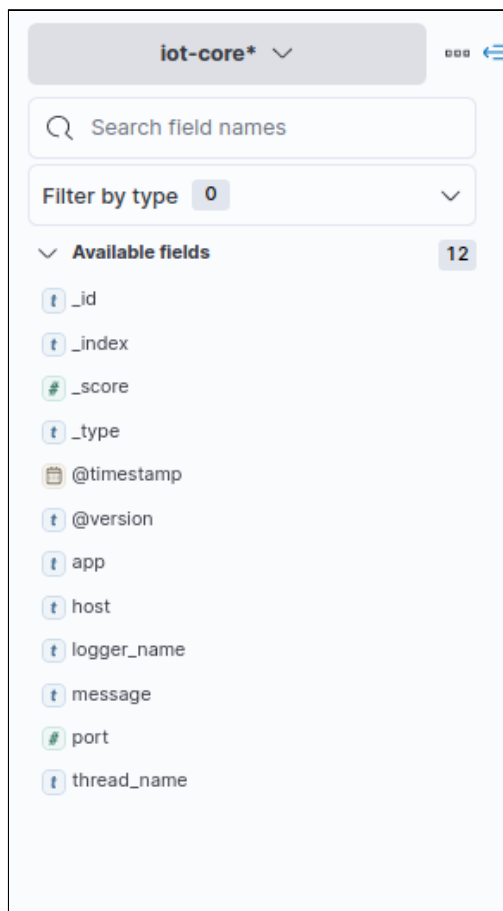 iot-core*
Search field names
Filter by type 0
Available fields 12
t _id
t _index
# _score
t _type
@timestamp
t @version
t app
t host
t logger_name
t message
# port
t thread_name